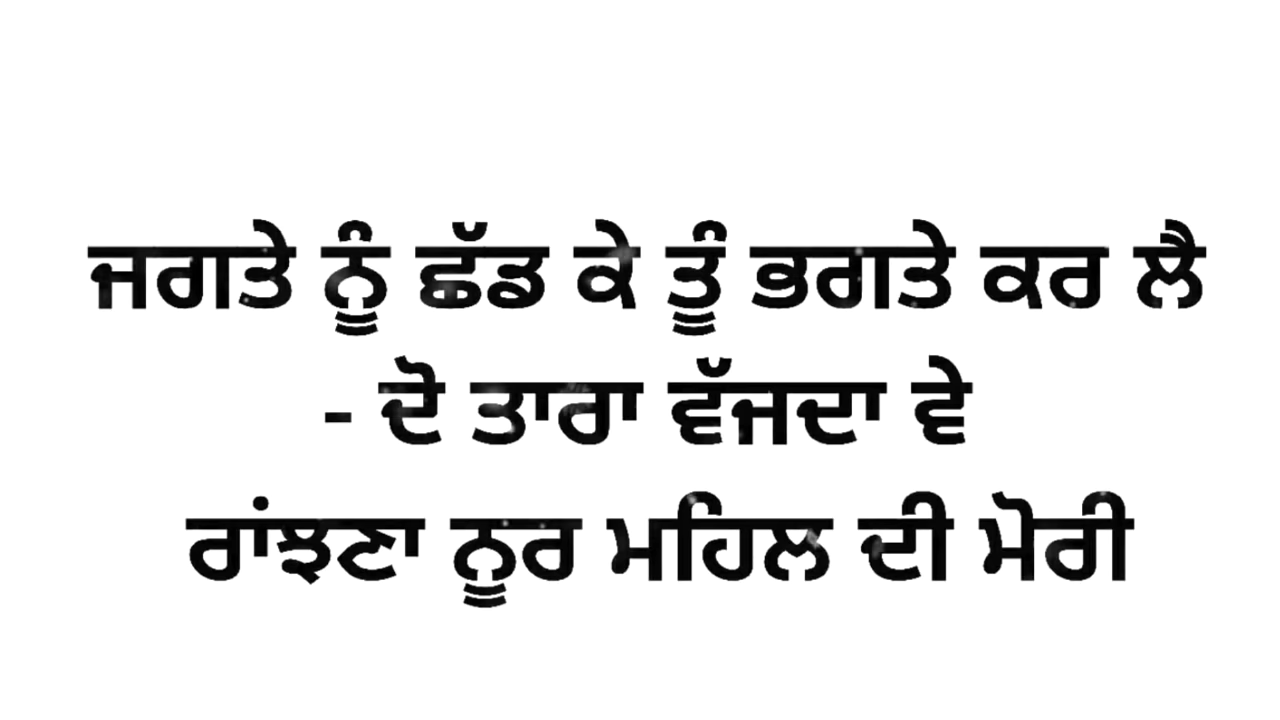 ਜਗਤੇ ਨੂੰ ਛੱਡ ਕੇ ਤੂੰ ਭਗਤੇ ਕਰ ਲੈ
- ਦੋ ਤਾਰਾ ਵੱਜਦਾ ਵੇ
ਰਾਂਝਣਾ ਨੂਰ ਮਹਿਲ ਦੀ ਮੋਰੀ